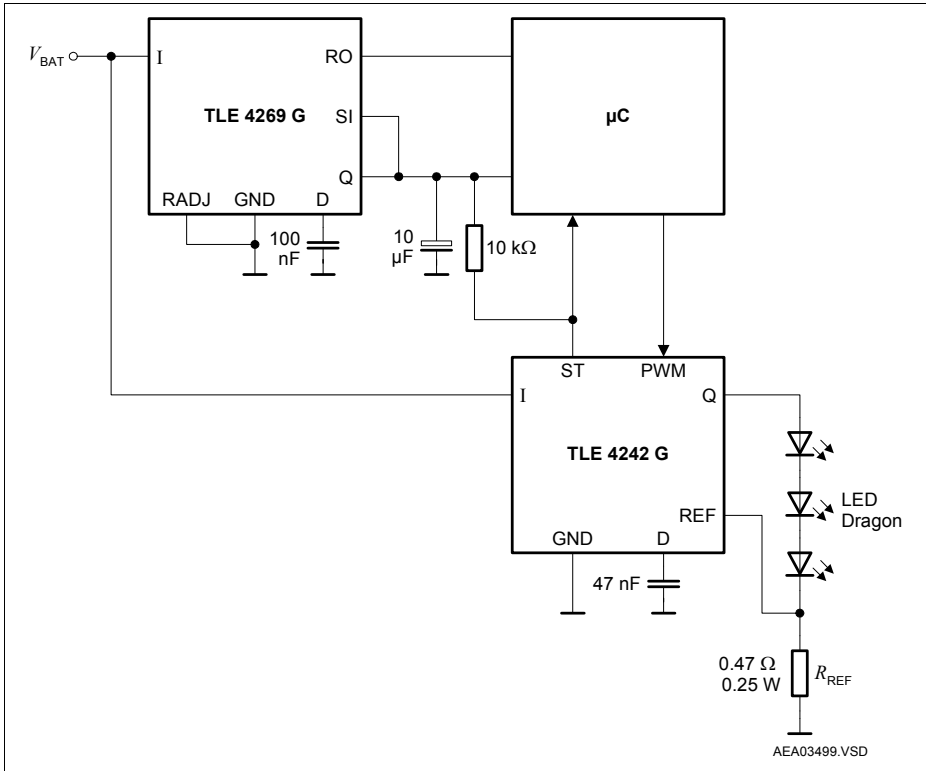 V_BAT
I
RO
TLE 4269 G
SI
Q
RADJ
GND
D
µC
100
nF
10
µF
10 kΩ
ST
PWM
I
Q
TLE 4242 G
REF
GND
D
LED
Dragon
47 nF
0.47 Ω
0.25 W
R_REF
AEA03499.VSD